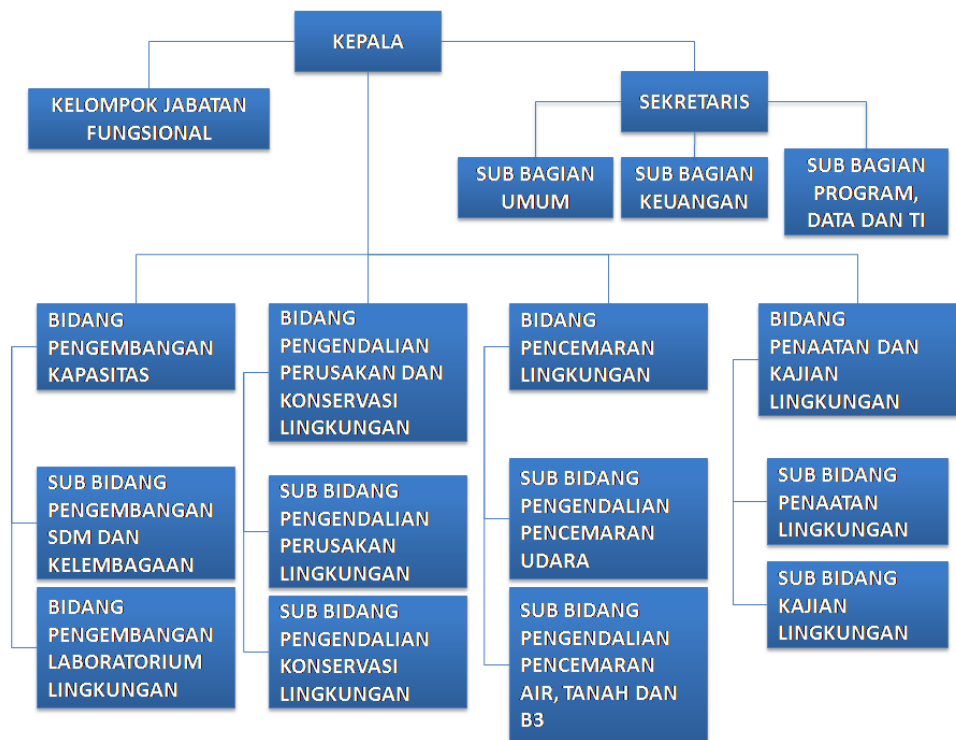 KEPALA
KELOMPOK JABATAN
FUNGSIONAL
SEKRETARIS
SUB BAGIAN
UMUM
SUB BAGIAN
KEUANGAN
SUB BAGIAN
PROGRAM,
DATA DAN TI
BIDANG
PENGEMBANGAN
KAPASITAS
BIDANG
PENGENDALIAN
PERUSAKAN DAN
KONSERVASI
LINGKUNGAN
BIDANG
PENCEMARAN
LINGKUNGAN
BIDANG
PENAATAN DAN
KAJIAN
LINGKUNGAN
SUB BIDANG
PENGEMBANGAN
SDM DAN
KELEMBAGAAN
SUB BIDANG
PENGENDALIAN
PERUSAKAN
LINGKUNGAN
SUB BIDANG
PENGENDALIAN
PENCEMARAN
UDARA
SUB BIDANG
PENAATAN
LINGKUNGAN
BIDANG
PENGEMBANGAN
LABORATORIUM
LINGKUNGAN
SUB BIDANG
PENGENDALIAN
KONSERVASI
LINGKUNGAN
SUB BIDANG
PENGENDALIAN
PENCEMARAN
AIR, TANAH DAN
B3
SUB BIDANG
KAJIAN
LINGKUNGAN